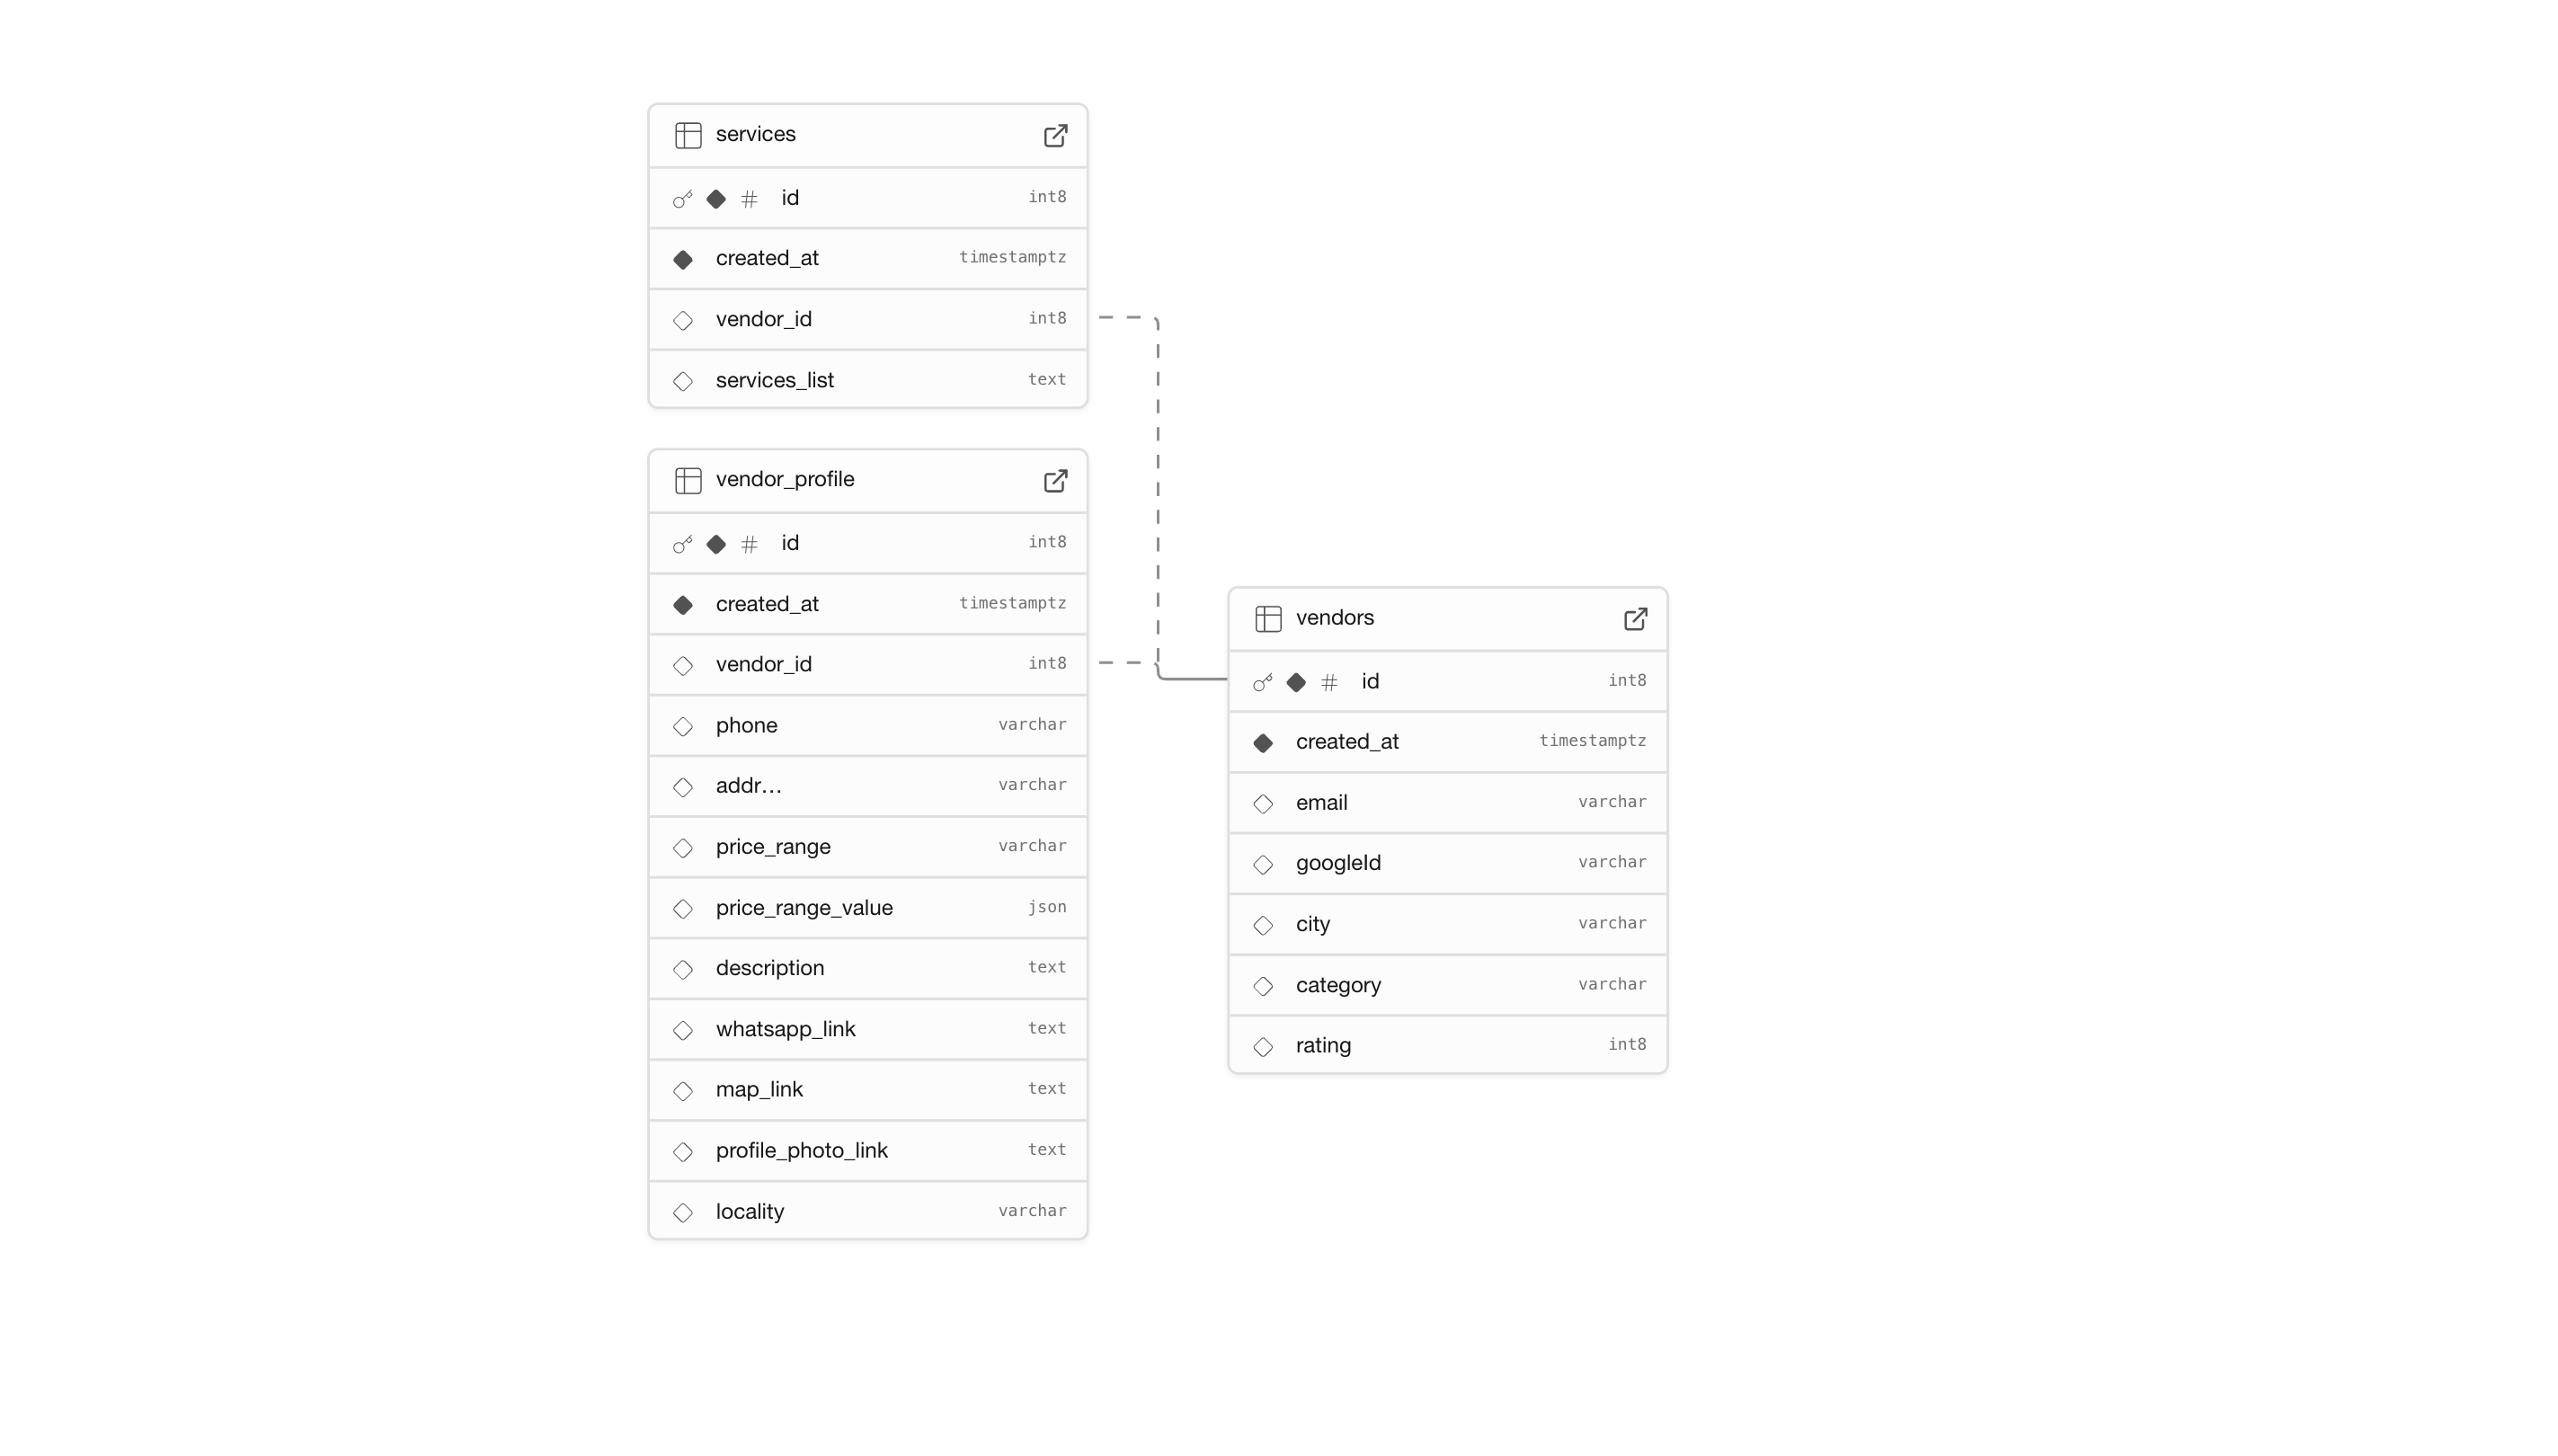 services
id int8
created_at timestamptz
vendor_id int8
services_list text
vendor_profile
id int8
created_at timestamptz
vendor_id int8
phone varchar
addr... varchar
price_range varchar
price_range_value json
description text
whatsapp_link text
map_link text
profile_photo_link text
locality varchar
vendors
id int8
created_at timestamptz
email varchar
googleId varchar
city varchar
category varchar
rating int8